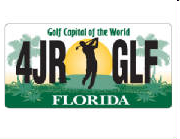 Golf Capital of the World
4JR GLF
FLORIDA